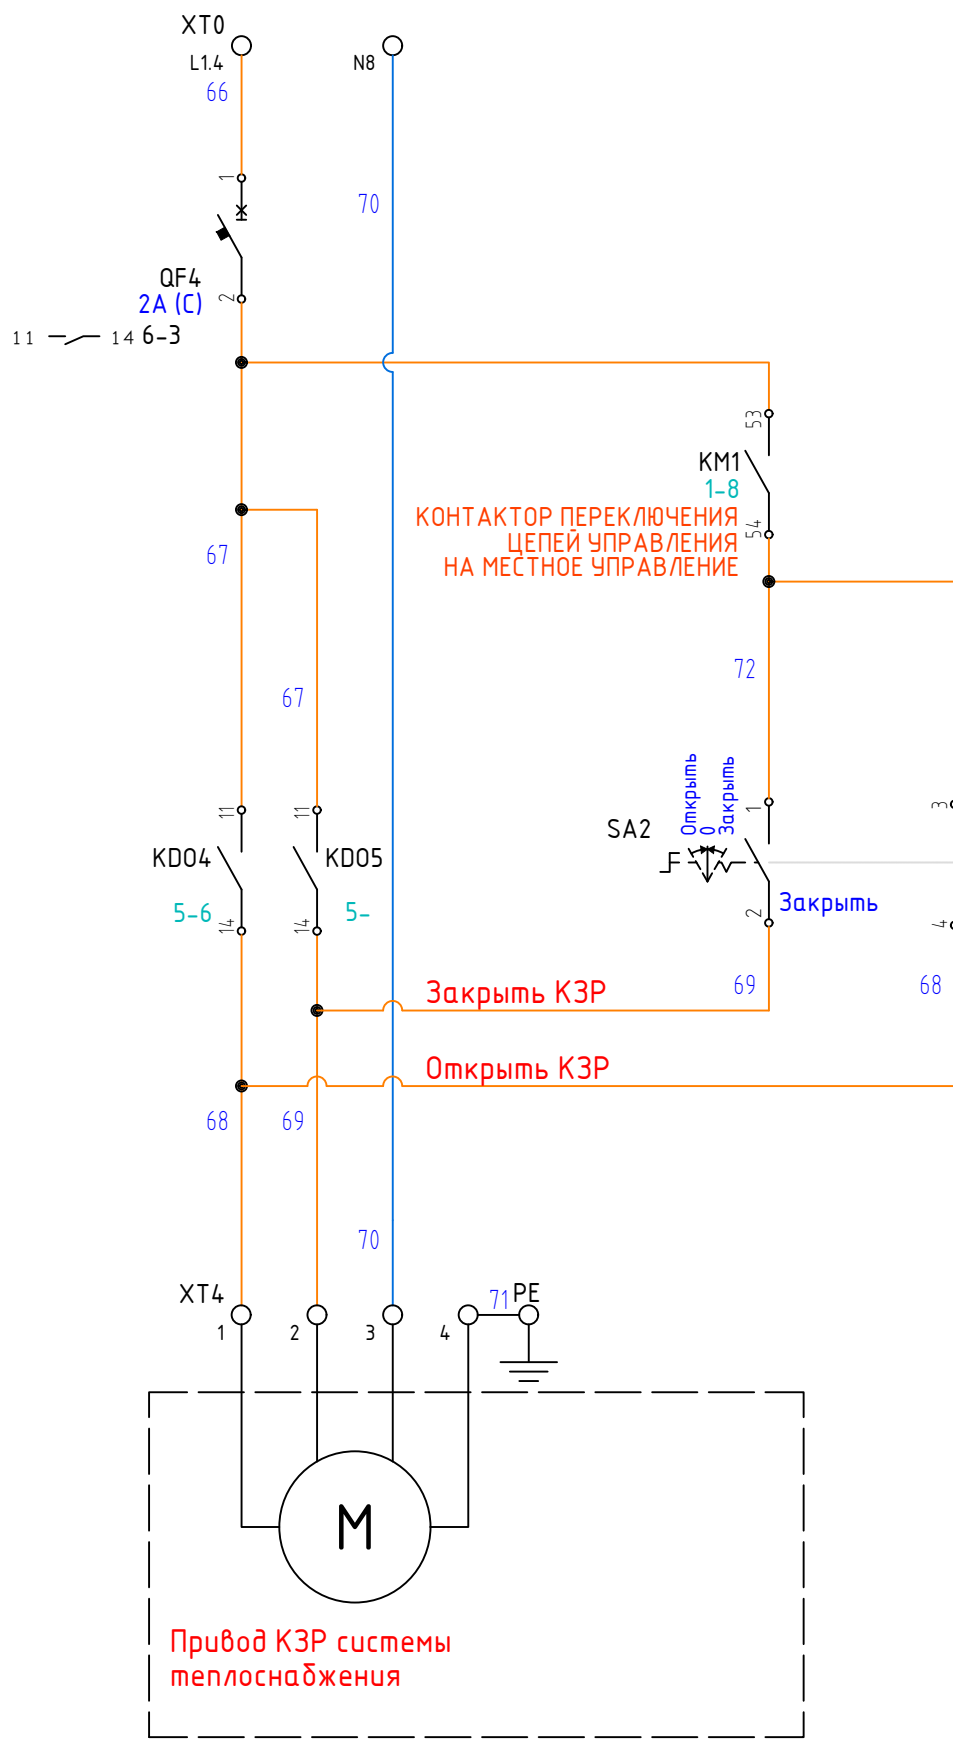 XT0
L1.4
N8
66
1
70
QF4
2A (C)
2
11
14
6-3
53
KM1
1-8
54
КОНТАКТОР ПЕРЕКЛЮЧЕНИЯ
ЦЕПЕЙ УПРАВЛЕНИЯ
НА МЕСТНОЕ УПРАВЛЕНИЕ
67
72
67
Открыть
0
Закрыть
11
11
1
3
SA2
KD04
KD05
5-6
5-
14
14
2
Закрыть
4
69
68
Закрыть КЗР
Открыть КЗР
68
69
70
XT4
71
PE
1
2
3
4
M
Привод КЗР системы
теплоснабжения